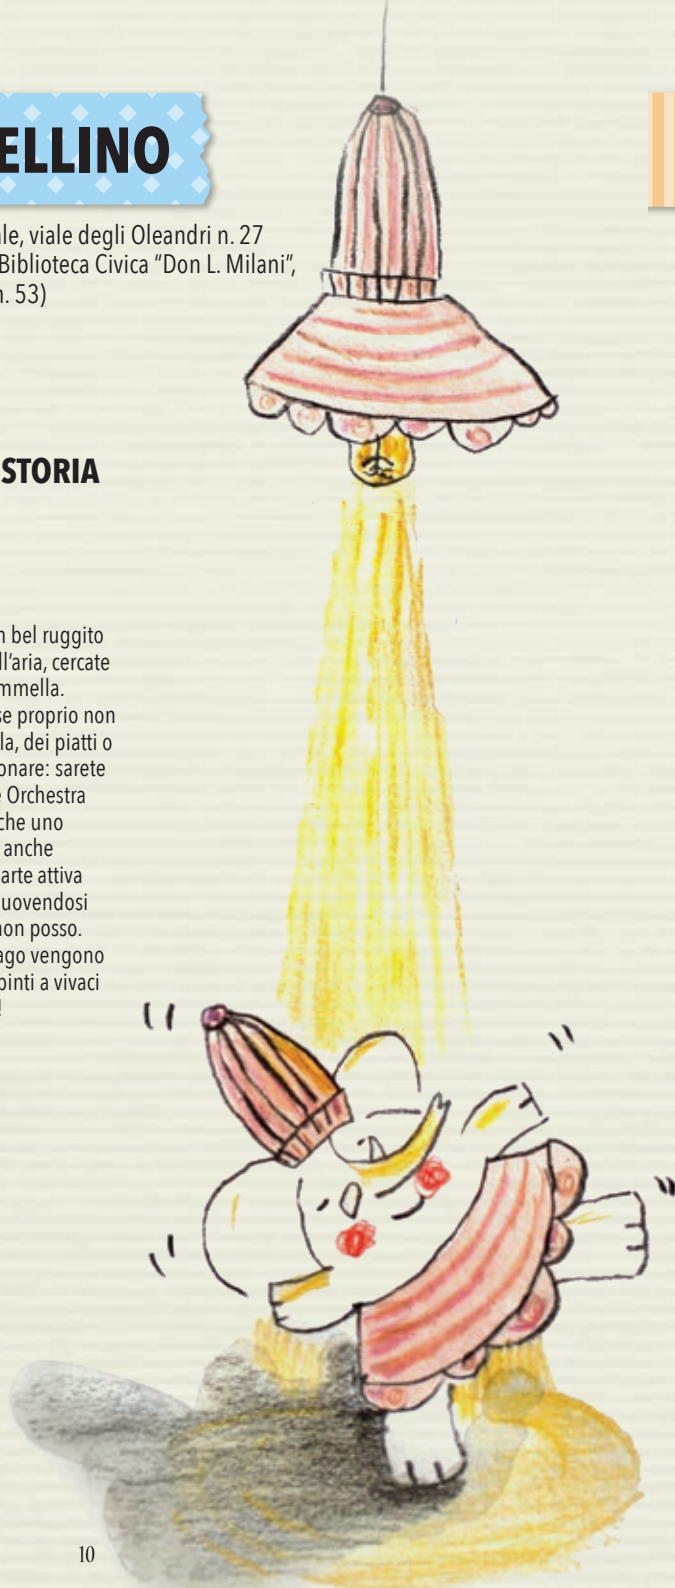 ELLINO
ale, viale degli Oleandri n. 27
Biblioteca Civica “Don L. Milani”,
n. 53)
STORIA
n bel ruggito
ll’aria, cercate
mmella.
se proprio non
la, dei piatti o
onare: sarete
e Orchestra
che uno
anche
arte attiva
uovendosi
non posso.
ago vengono
pinti a vivaci
!
10